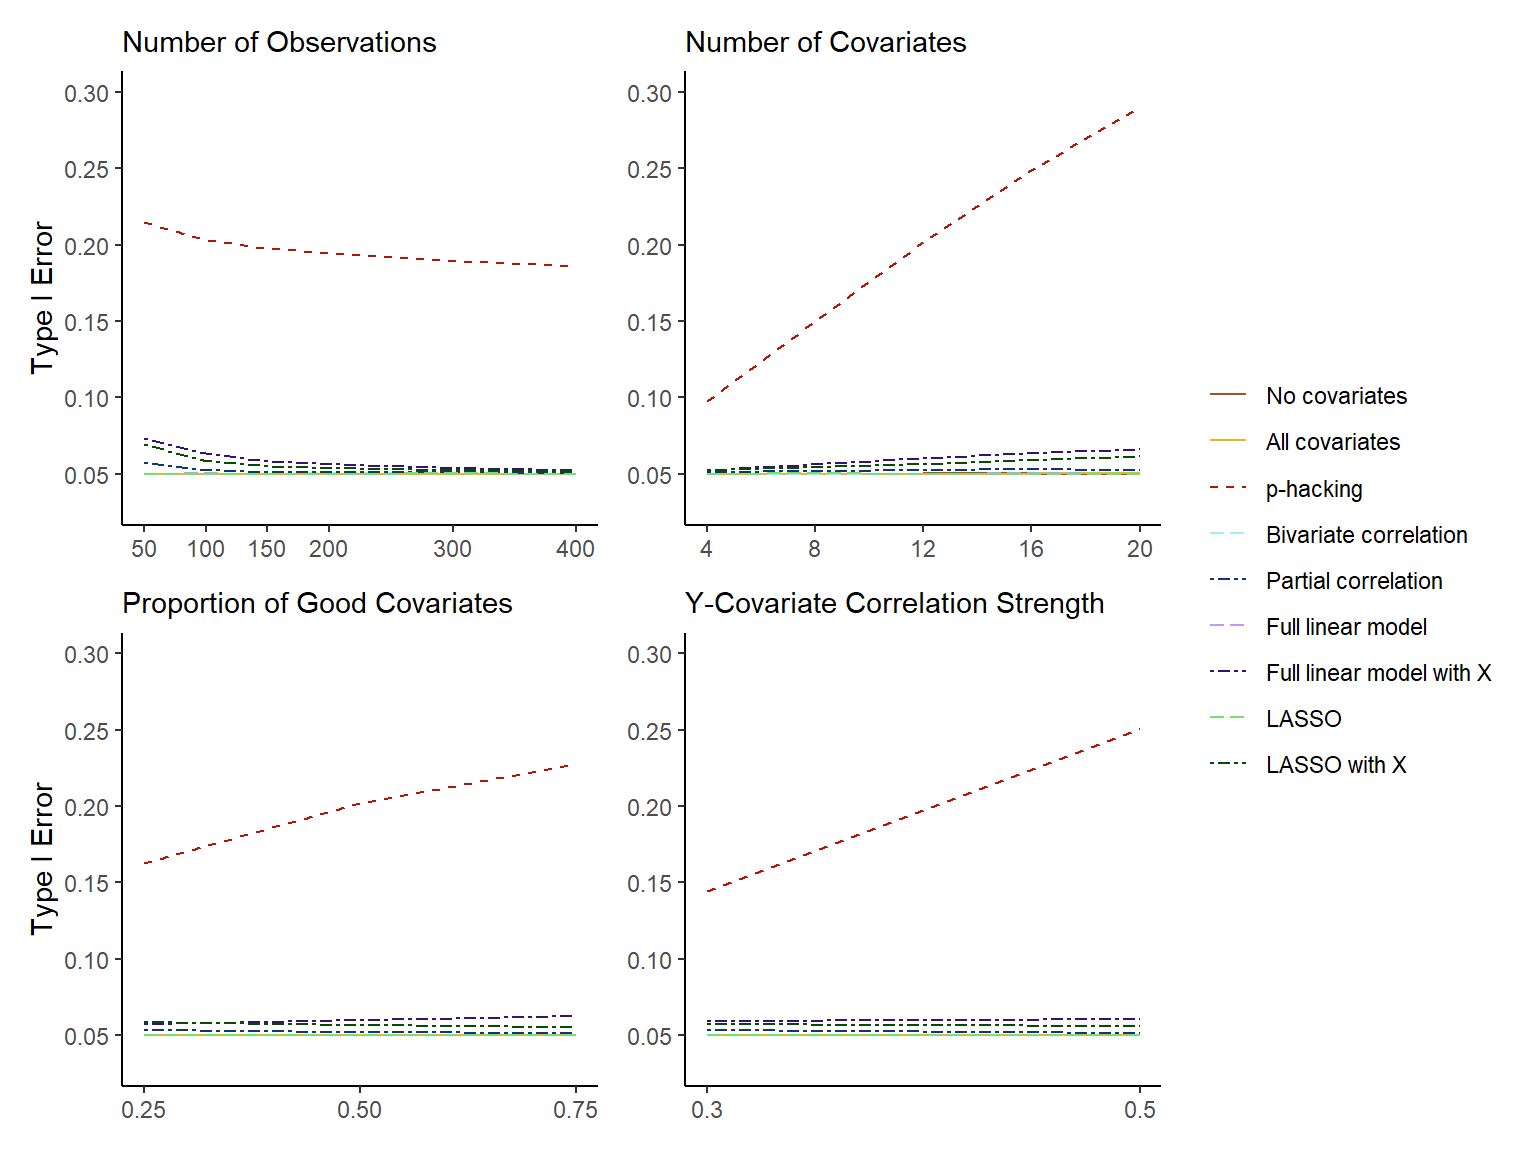 Number of Observations
Type I Error
0.30
0.25
0.20
0.15
0.10
0.05
50 100 150 200 300 400
Number of Covariates
0.30
0.25
0.20
0.15
0.10
0.05
4 8 12 16 20
Proportion of Good Covariates
Type I Error
0.30
0.25
0.20
0.15
0.10
0.05
0.25 0.50 0.75
Y-Covariate Correlation Strength
0.30
0.25
0.20
0.15
0.10
0.05
0.3 0.5
No covariates
All covariates
p-hacking
Bivariate correlation
Partial correlation
Full linear model
Full linear model with X
LASSO
LASSO with X